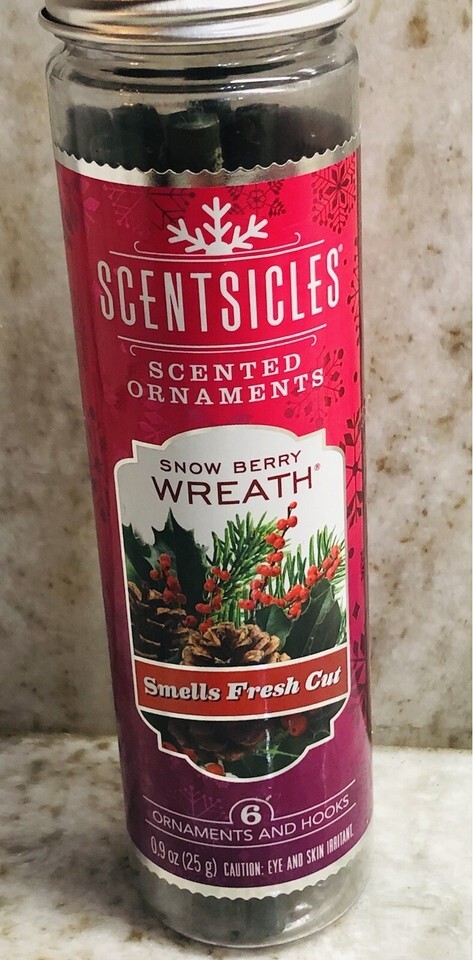 SCENTSICLES®
SCENTED
ORNAMENTS
SNOW BERRY
WREATH®
Smells Fresh Cut
6
ORNAMENTS AND HOOKS
0.9 oz (25 g) CAUTION: EYE AND SKIN IRRITANT.